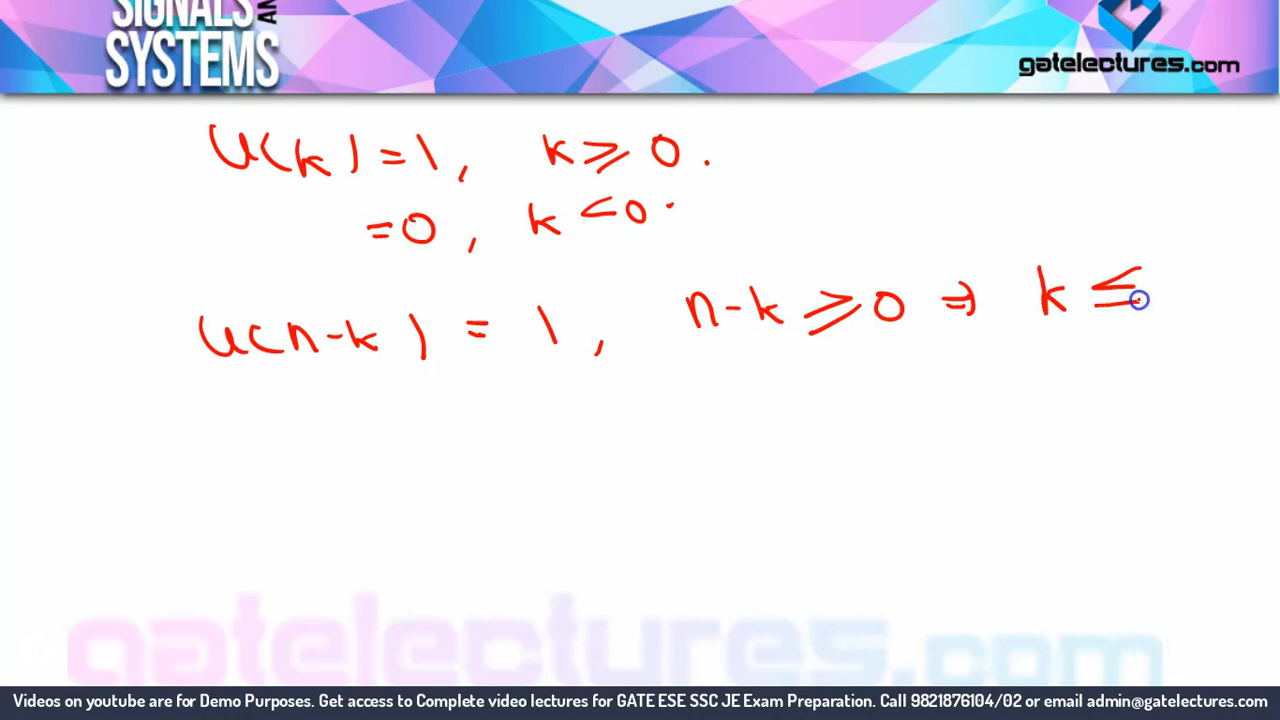 SIGNALS AND
SYSTEMS
gatelectures.com
u(k) = 1, k ≥ 0.
= 0, k < 0.
u(n-k) = 1, n-k ≥ 0 ⇒ k ≤
gatelectures.com
Videos on youtube are for Demo Purposes. Get access to Complete video lectures for GATE ESE SSC JE Exam Preparation. Call 9821876104/02 or email admin@gatelectures.com